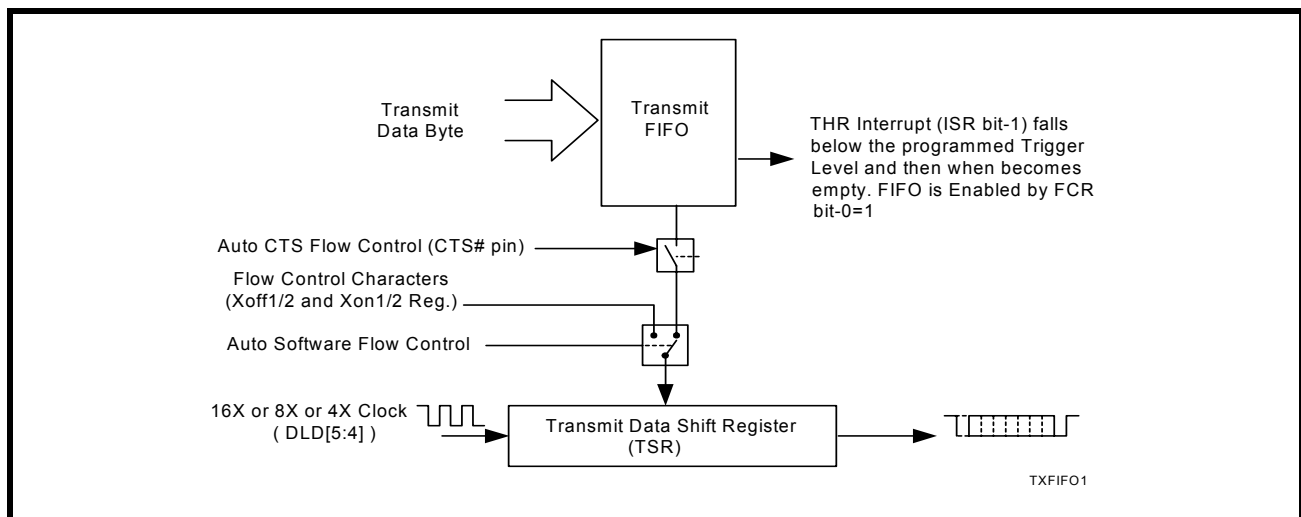 Transmit
Data Byte
Transmit
FIFO
THR Interrupt (ISR bit-1) falls
below the programmed Trigger
Level and then when becomes
empty. FIFO is Enabled by FCR
bit-0=1
Auto CTS Flow Control (CTS# pin)
Flow Control Characters
(Xoff1/2 and Xon1/2 Reg.)
Auto Software Flow Control
16X or 8X or 4X Clock
( DLD[5:4] )
Transmit Data Shift Register
(TSR)
TXFIFO1